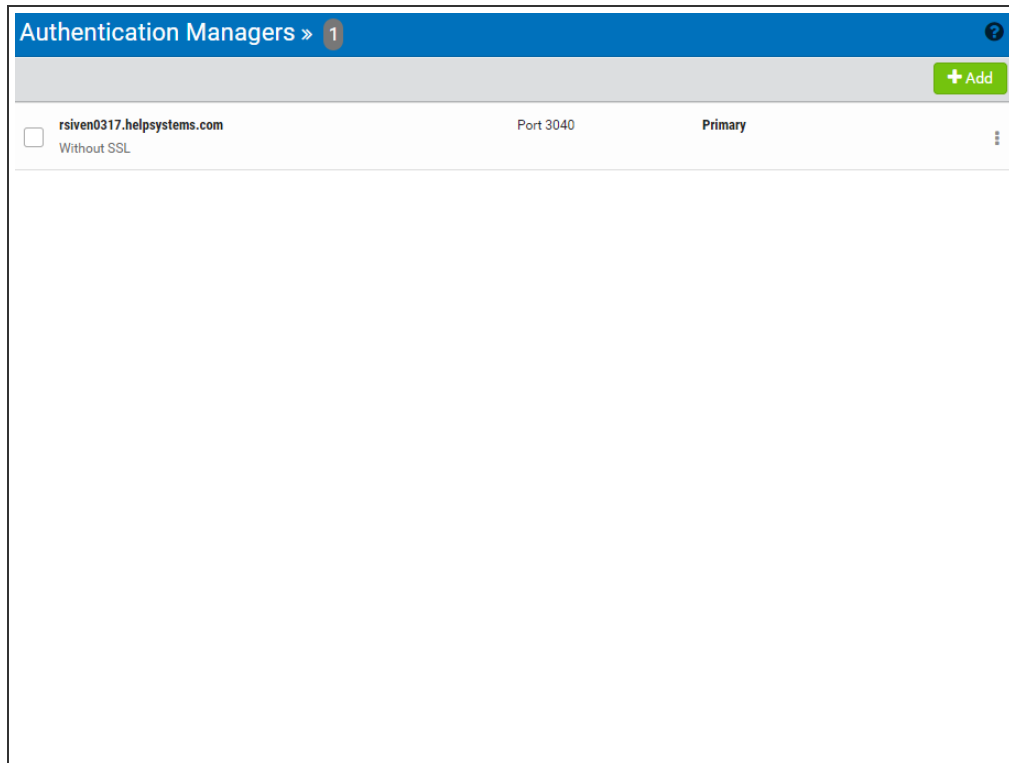 Authentication Managers » 1
?
+ Add
rsiven0317.helpsystems.com Port 3040 Primary
Without SSL